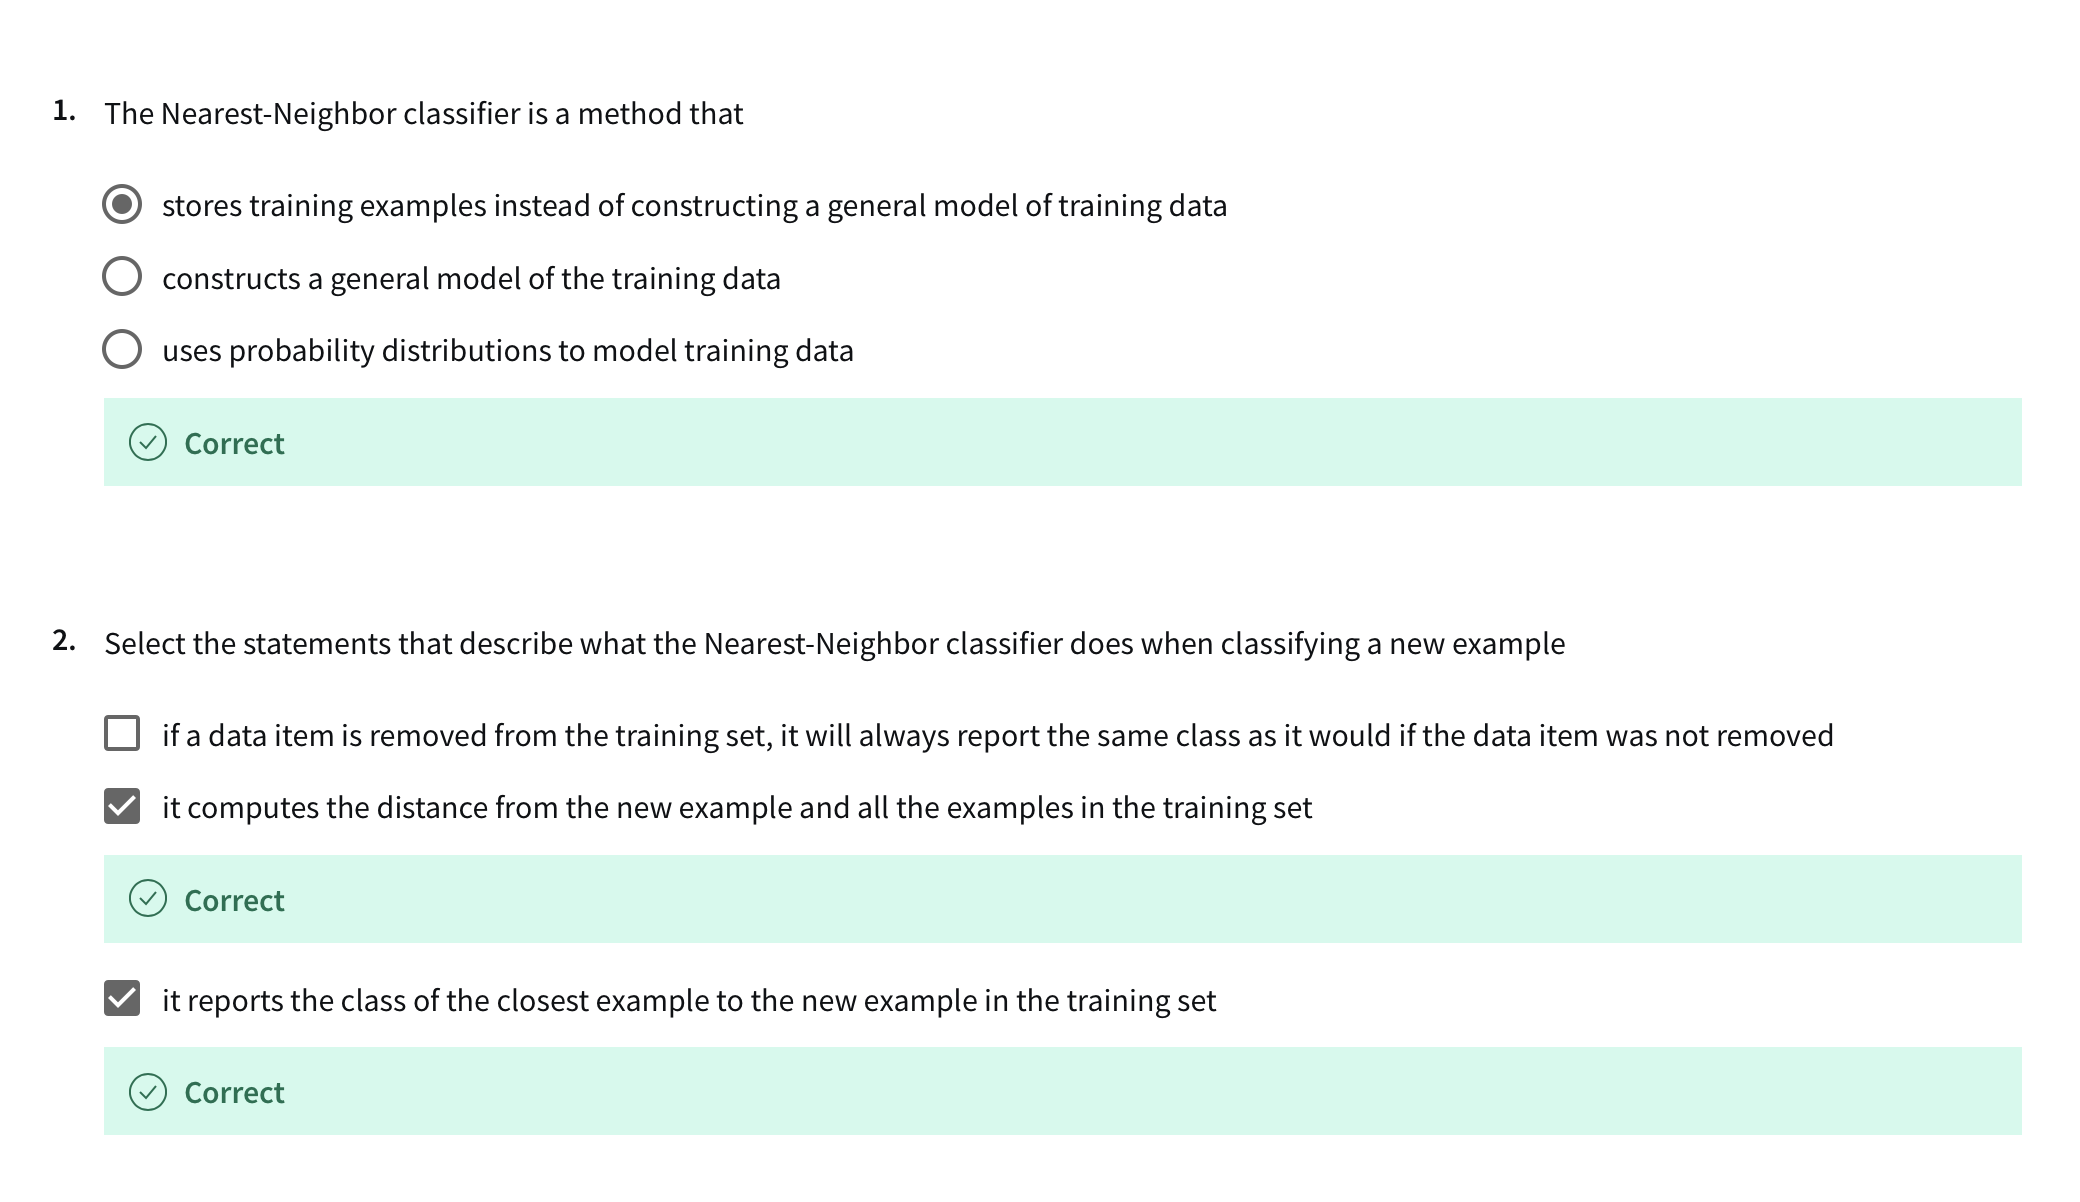 1. The Nearest-Neighbor classifier is a method that
stores training examples instead of constructing a general model of training data
constructs a general model of the training data
uses probability distributions to model training data
Correct
2. Select the statements that describe what the Nearest-Neighbor classifier does when classifying a new example
if a data item is removed from the training set, it will always report the same class as it would if the data item was not removed
it computes the distance from the new example and all the examples in the training set
Correct
it reports the class of the closest example to the new example in the training set
Correct